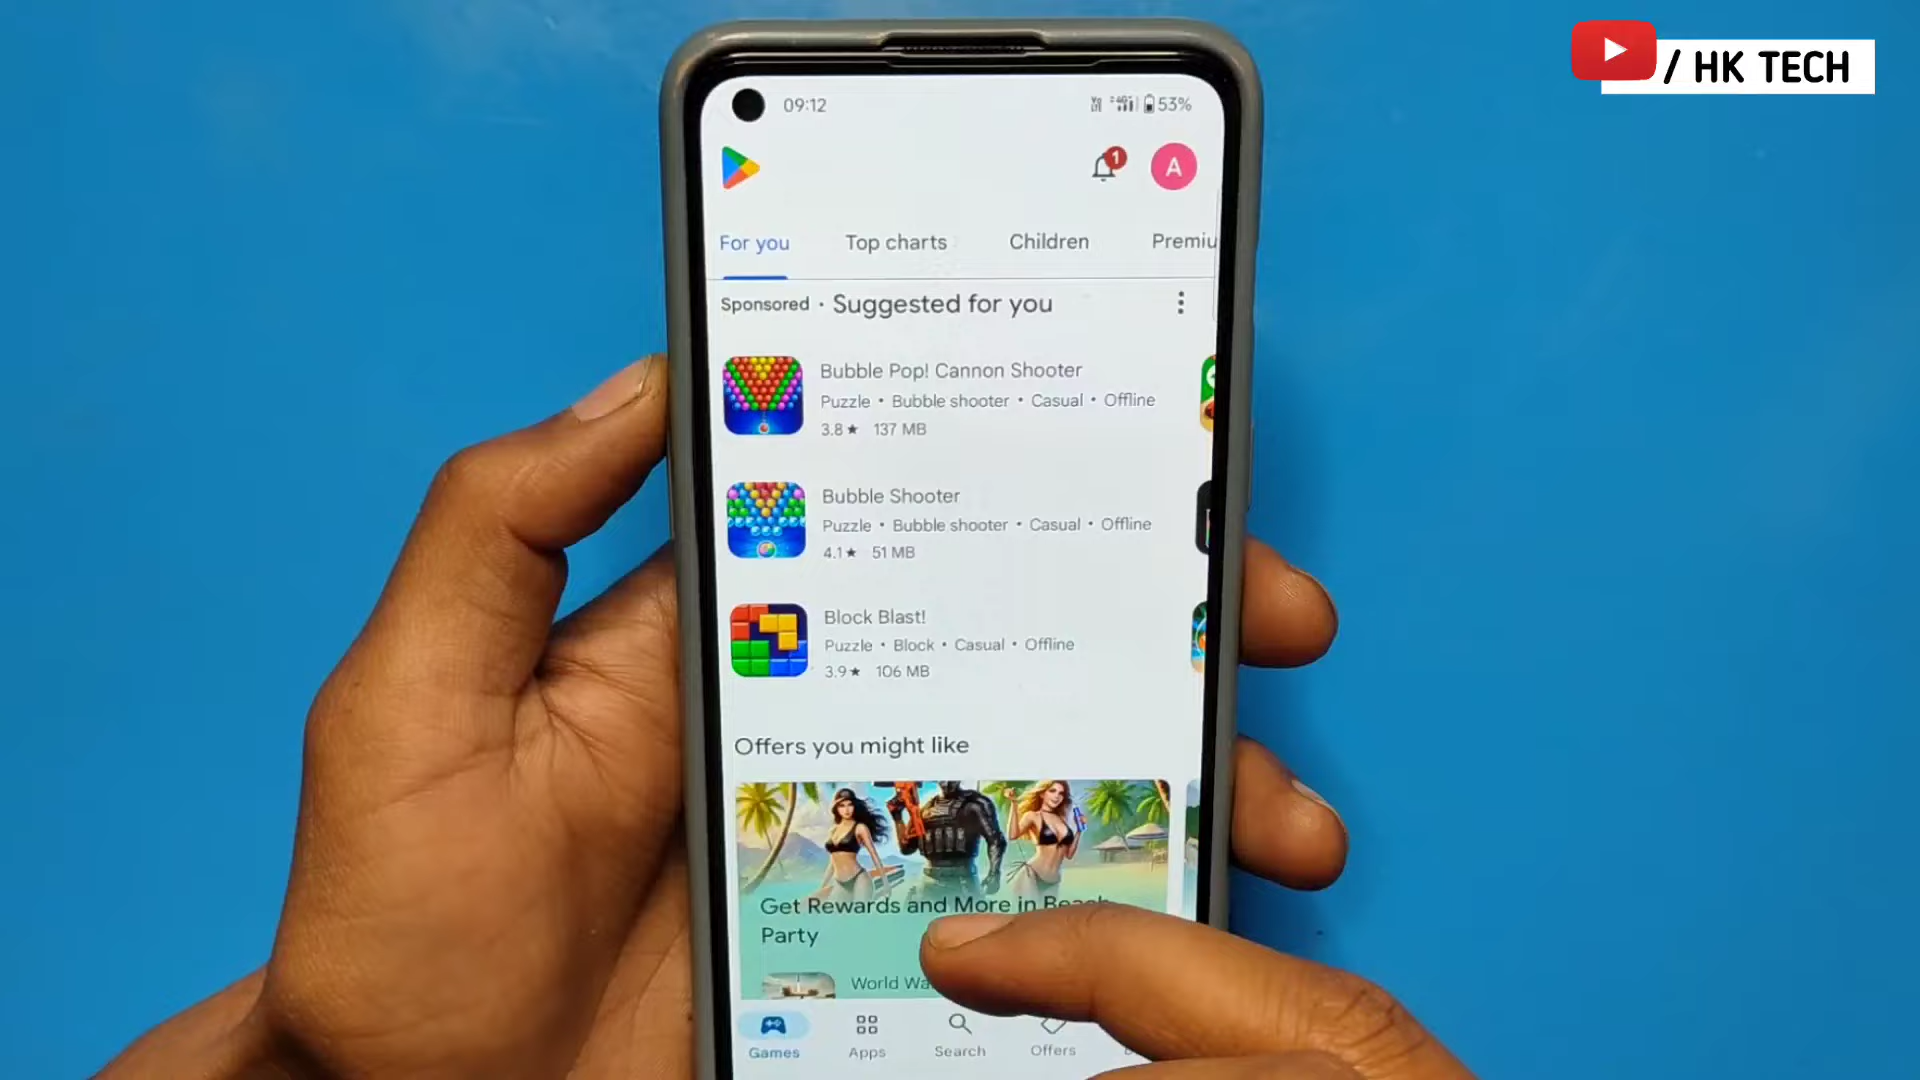 / HK TECH
09:12
53%
1
A
For you Top charts Children Premiu
Sponsored • Suggested for you
Bubble Pop! Cannon Shooter
Puzzle • Bubble shooter • Casual • Offline
3.8★ 137 MB
Bubble Shooter
Puzzle • Bubble shooter • Casual • Offline
4.1★ 51 MB
Block Blast!
Puzzle • Block • Casual • Offline
3.9★ 106 MB
Offers you might like
Get Rewards and More in Beach
Party
World
Games Apps Search Offers